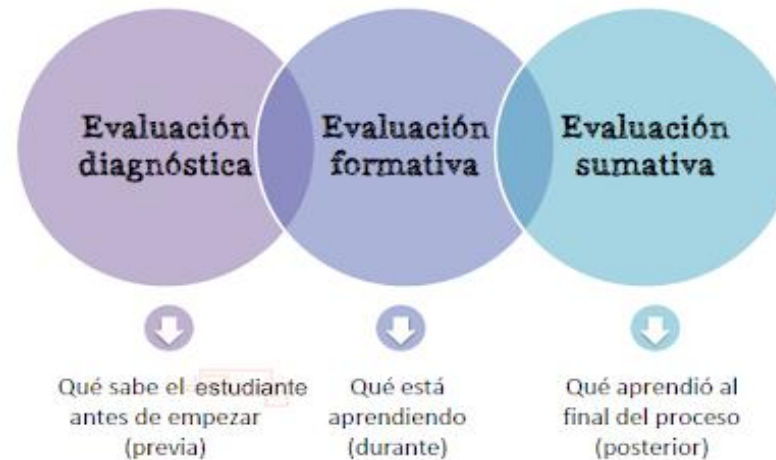 Evaluación
diagnóstica
Evaluación
formativa
Evaluación
sumativa
Qué sabe el estudiante
antes de empezar
(previa)
Qué está
aprendiendo
(durante)
Qué aprendió al
final del proceso
(posterior)